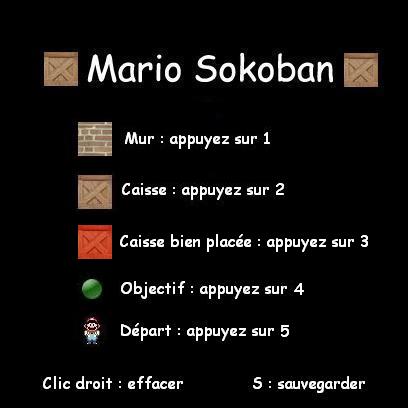 Mario Sokoban
Mur : appuyez sur 1
Caisse : appuyez sur 2
Caisse bien placée : appuyez sur 3
Objectif : appuyez sur 4
Départ : appuyez sur 5
Clic droit : effacer S : sauvegarder